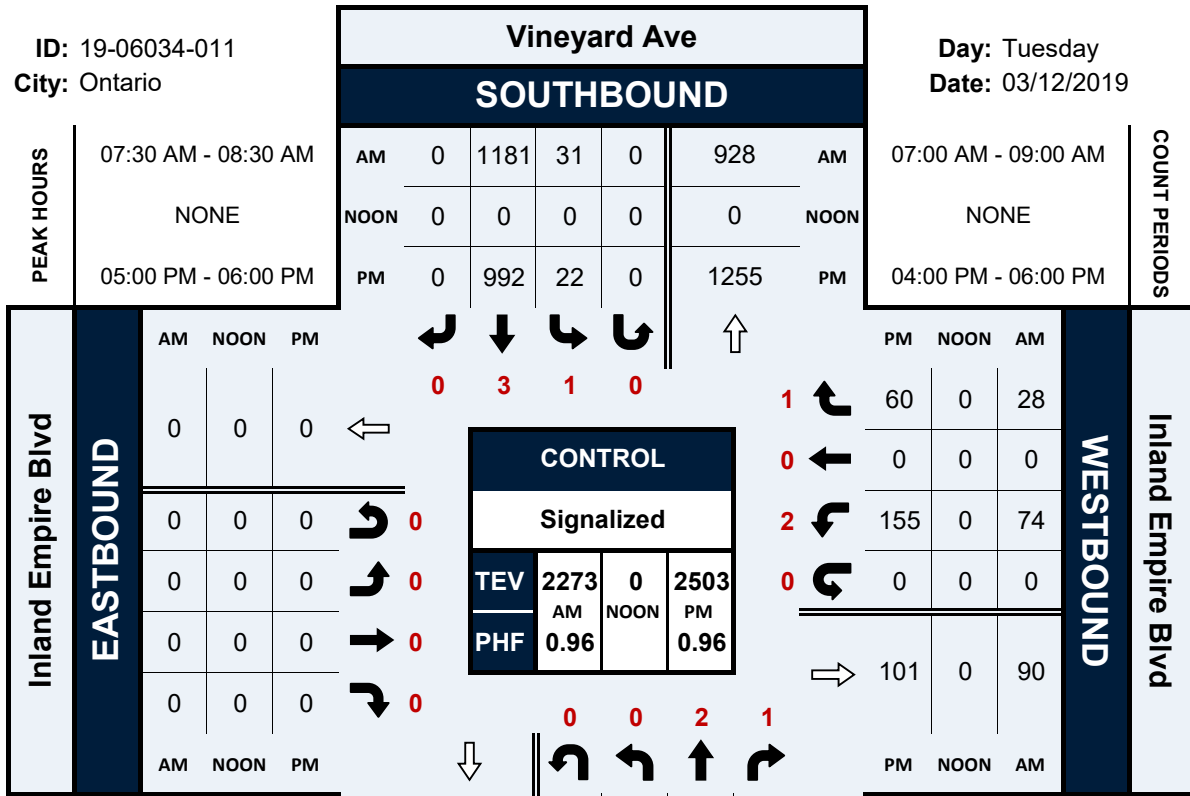 Vineyard Ave
ID: 19-06034-011
Day: Tuesday
City: Ontario
Date: 03/12/2019
SOUTHBOUND
PEAK HOURS
07:30 AM - 08:30 AM
AM 0 1181 31 0 928 AM
07:00 AM - 09:00 AM
COUNT PERIODS
NONE
NOON 0 0 0 0 0 NOON
NONE
05:00 PM - 06:00 PM
PM 0 992 22 0 1255 PM
04:00 PM - 06:00 PM
Inland Empire Blvd
EASTBOUND
AM NOON PM
PM NOON AM
WESTBOUND
Inland Empire Blvd
0 3 1 0
1 60 0 28
0 0 0
0 0 0 0
CONTROL
0 0 0 0
Signalized
2 155 0 74
0 0 0 0
TEV 2273 0 2503
0 0 0 0
AM NOON PM
0 0 0 0
PHF 0.96 0.96
101 0 90
0 0 0 0
0 0 2 1
AM NOON PM
PM NOON AM